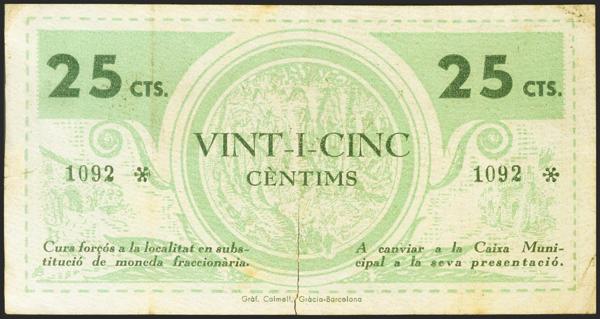 25 CTS. 25 CTS.
VINT-I-CINC
CÈNTIMS
1092 * 1092 *
Curs forçós a la localitat en subs-
titució de moneda fraccionària.
A canviar a la Caixa Muni-
cipal a la seva presentació.
Gràf. Calmell, Gràcia-Barcelona